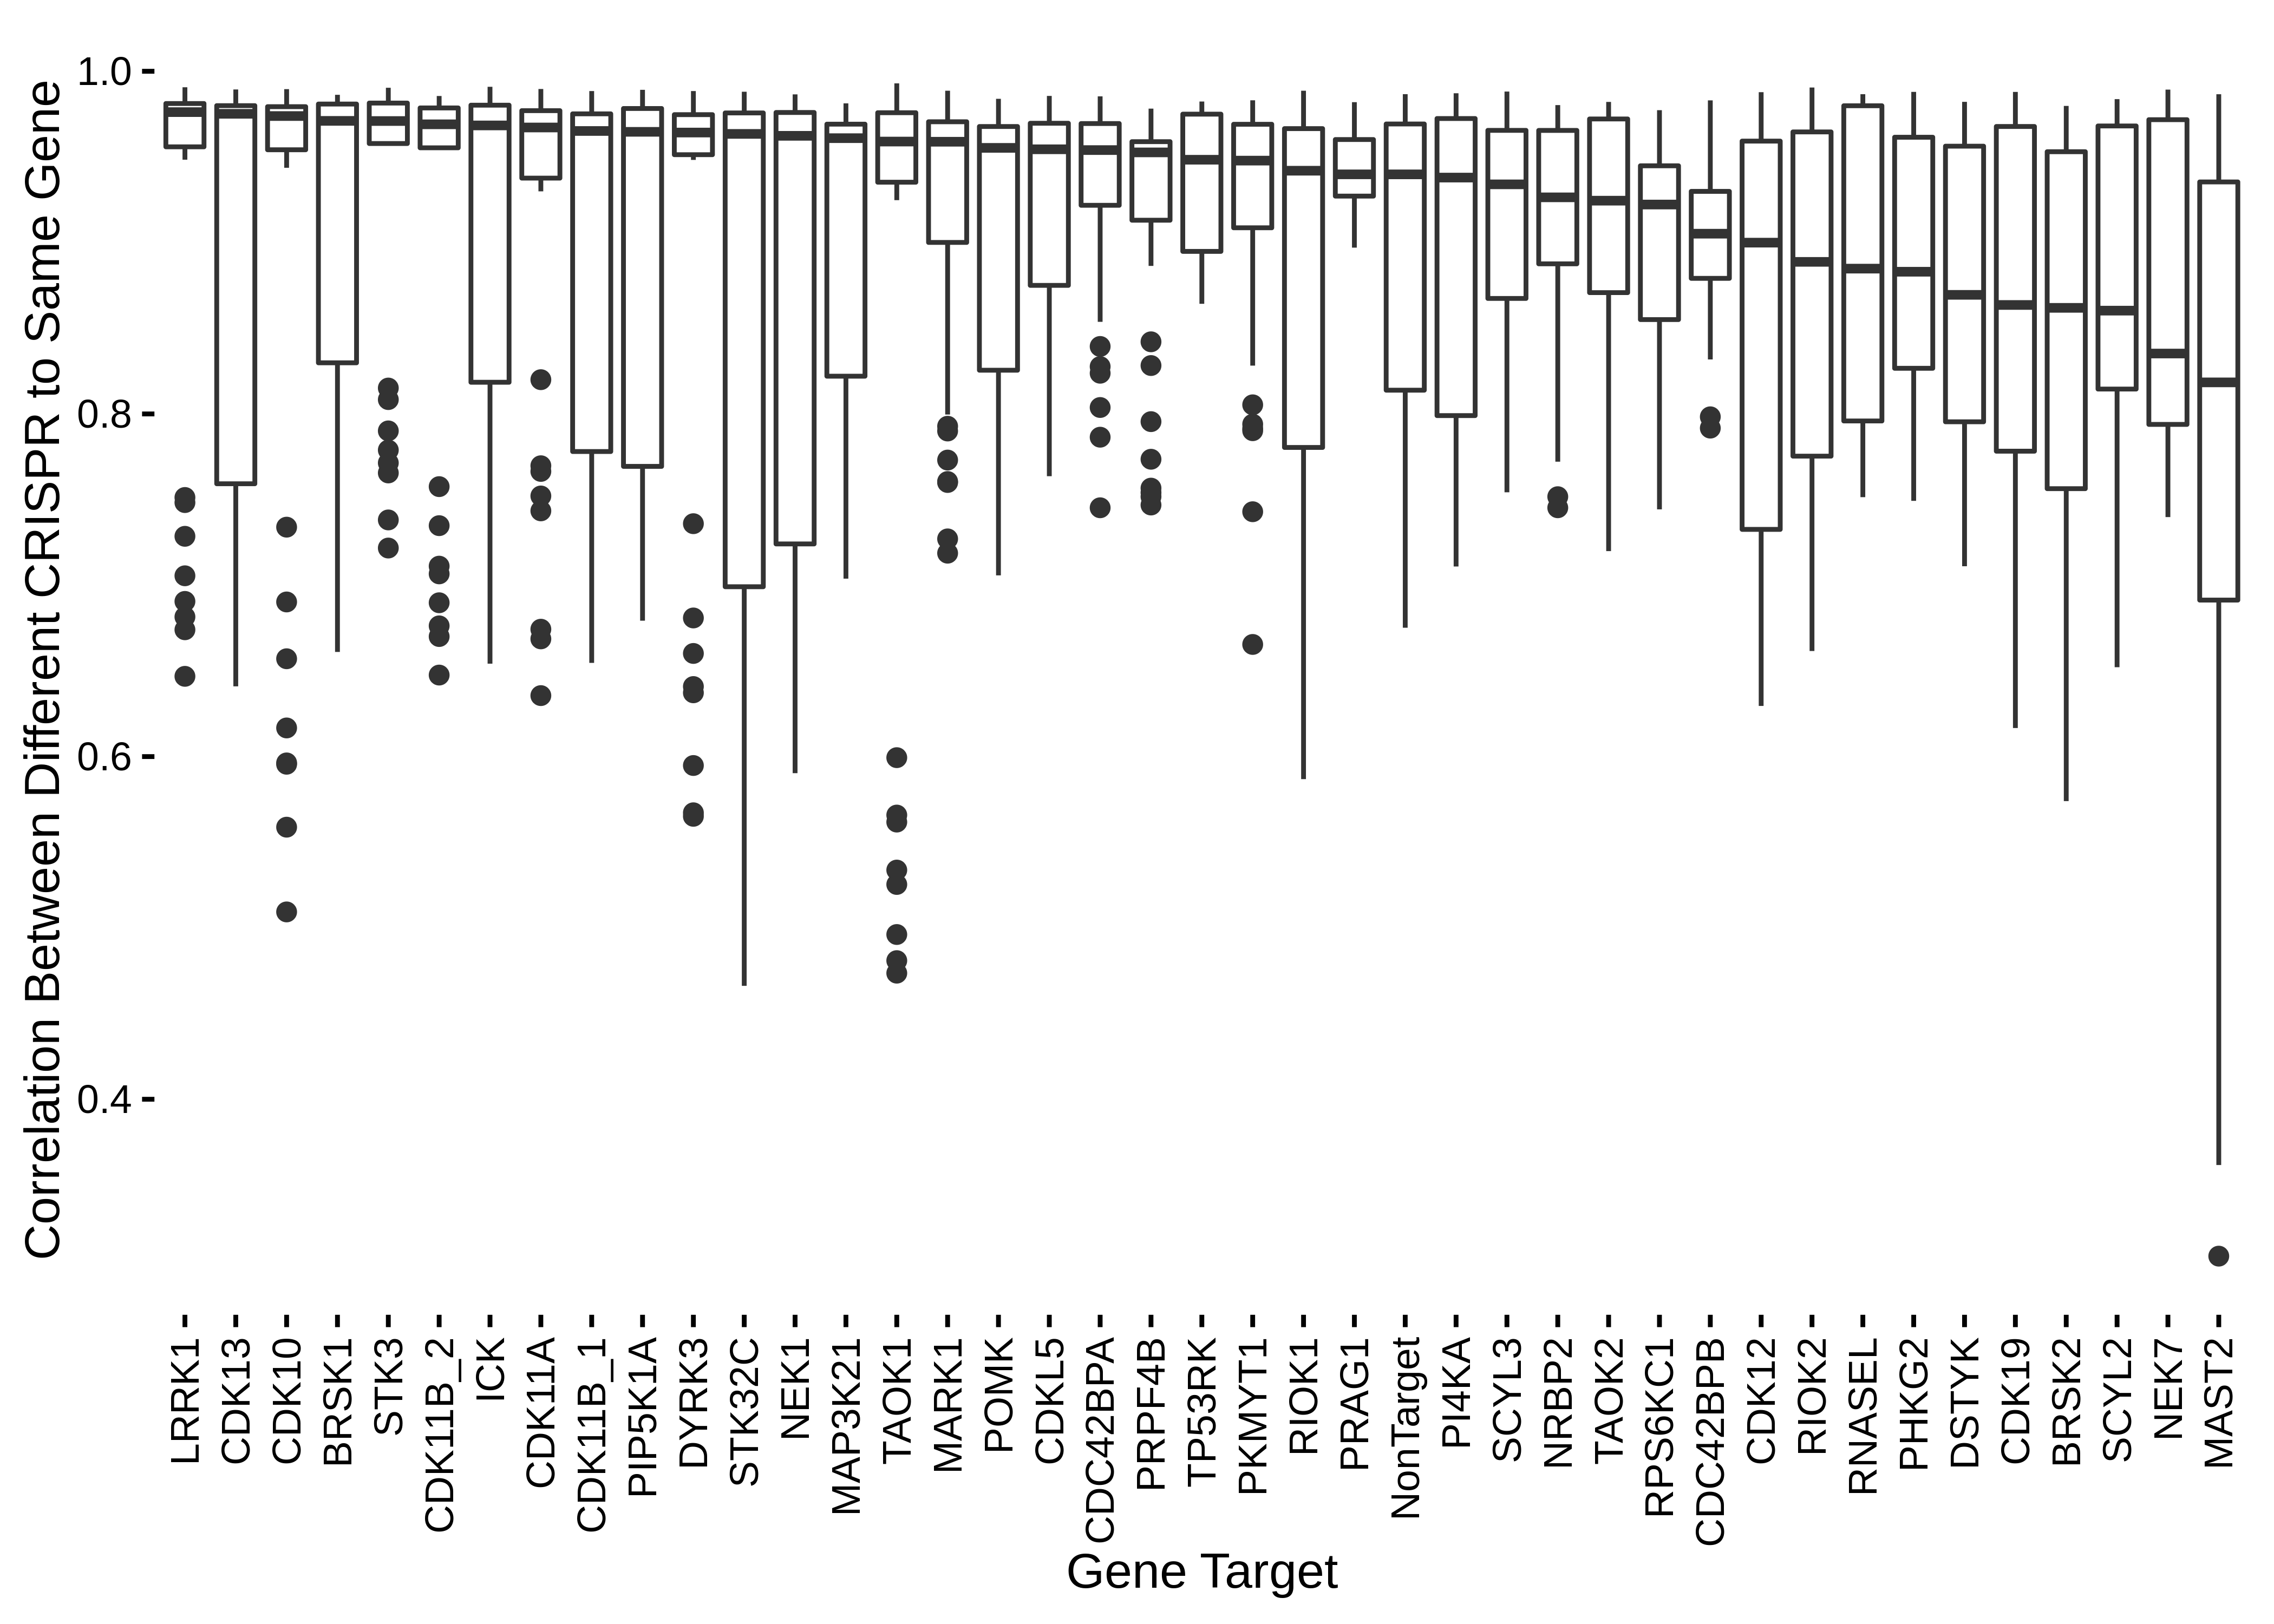 Correlation Between Different CRISPR to Same Gene
1.0
0.8
0.6
0.4
LRRK1
CDK13
CDK10
BRSK1
STK3
CDK11B_2
ICK
CDK11A
CDK11B_1
PIP5K1A
DYRK3
STK32C
NEK1
MAP3K21
TAOK1
MARK1
POMK
CDKL5
CDC42BPA
PRPF4B
TP53RK
PKMYT1
RIOK1
PRAG1
NonTarget
PI4KA
SCYL3
NRBP2
TAOK2
RPS6KC1
CDC42BPB
CDK12
RIOK2
RNASEL
PHKG2
DSTYK
CDK19
BRSK2
SCYL2
NEK7
MAST2
Gene Target